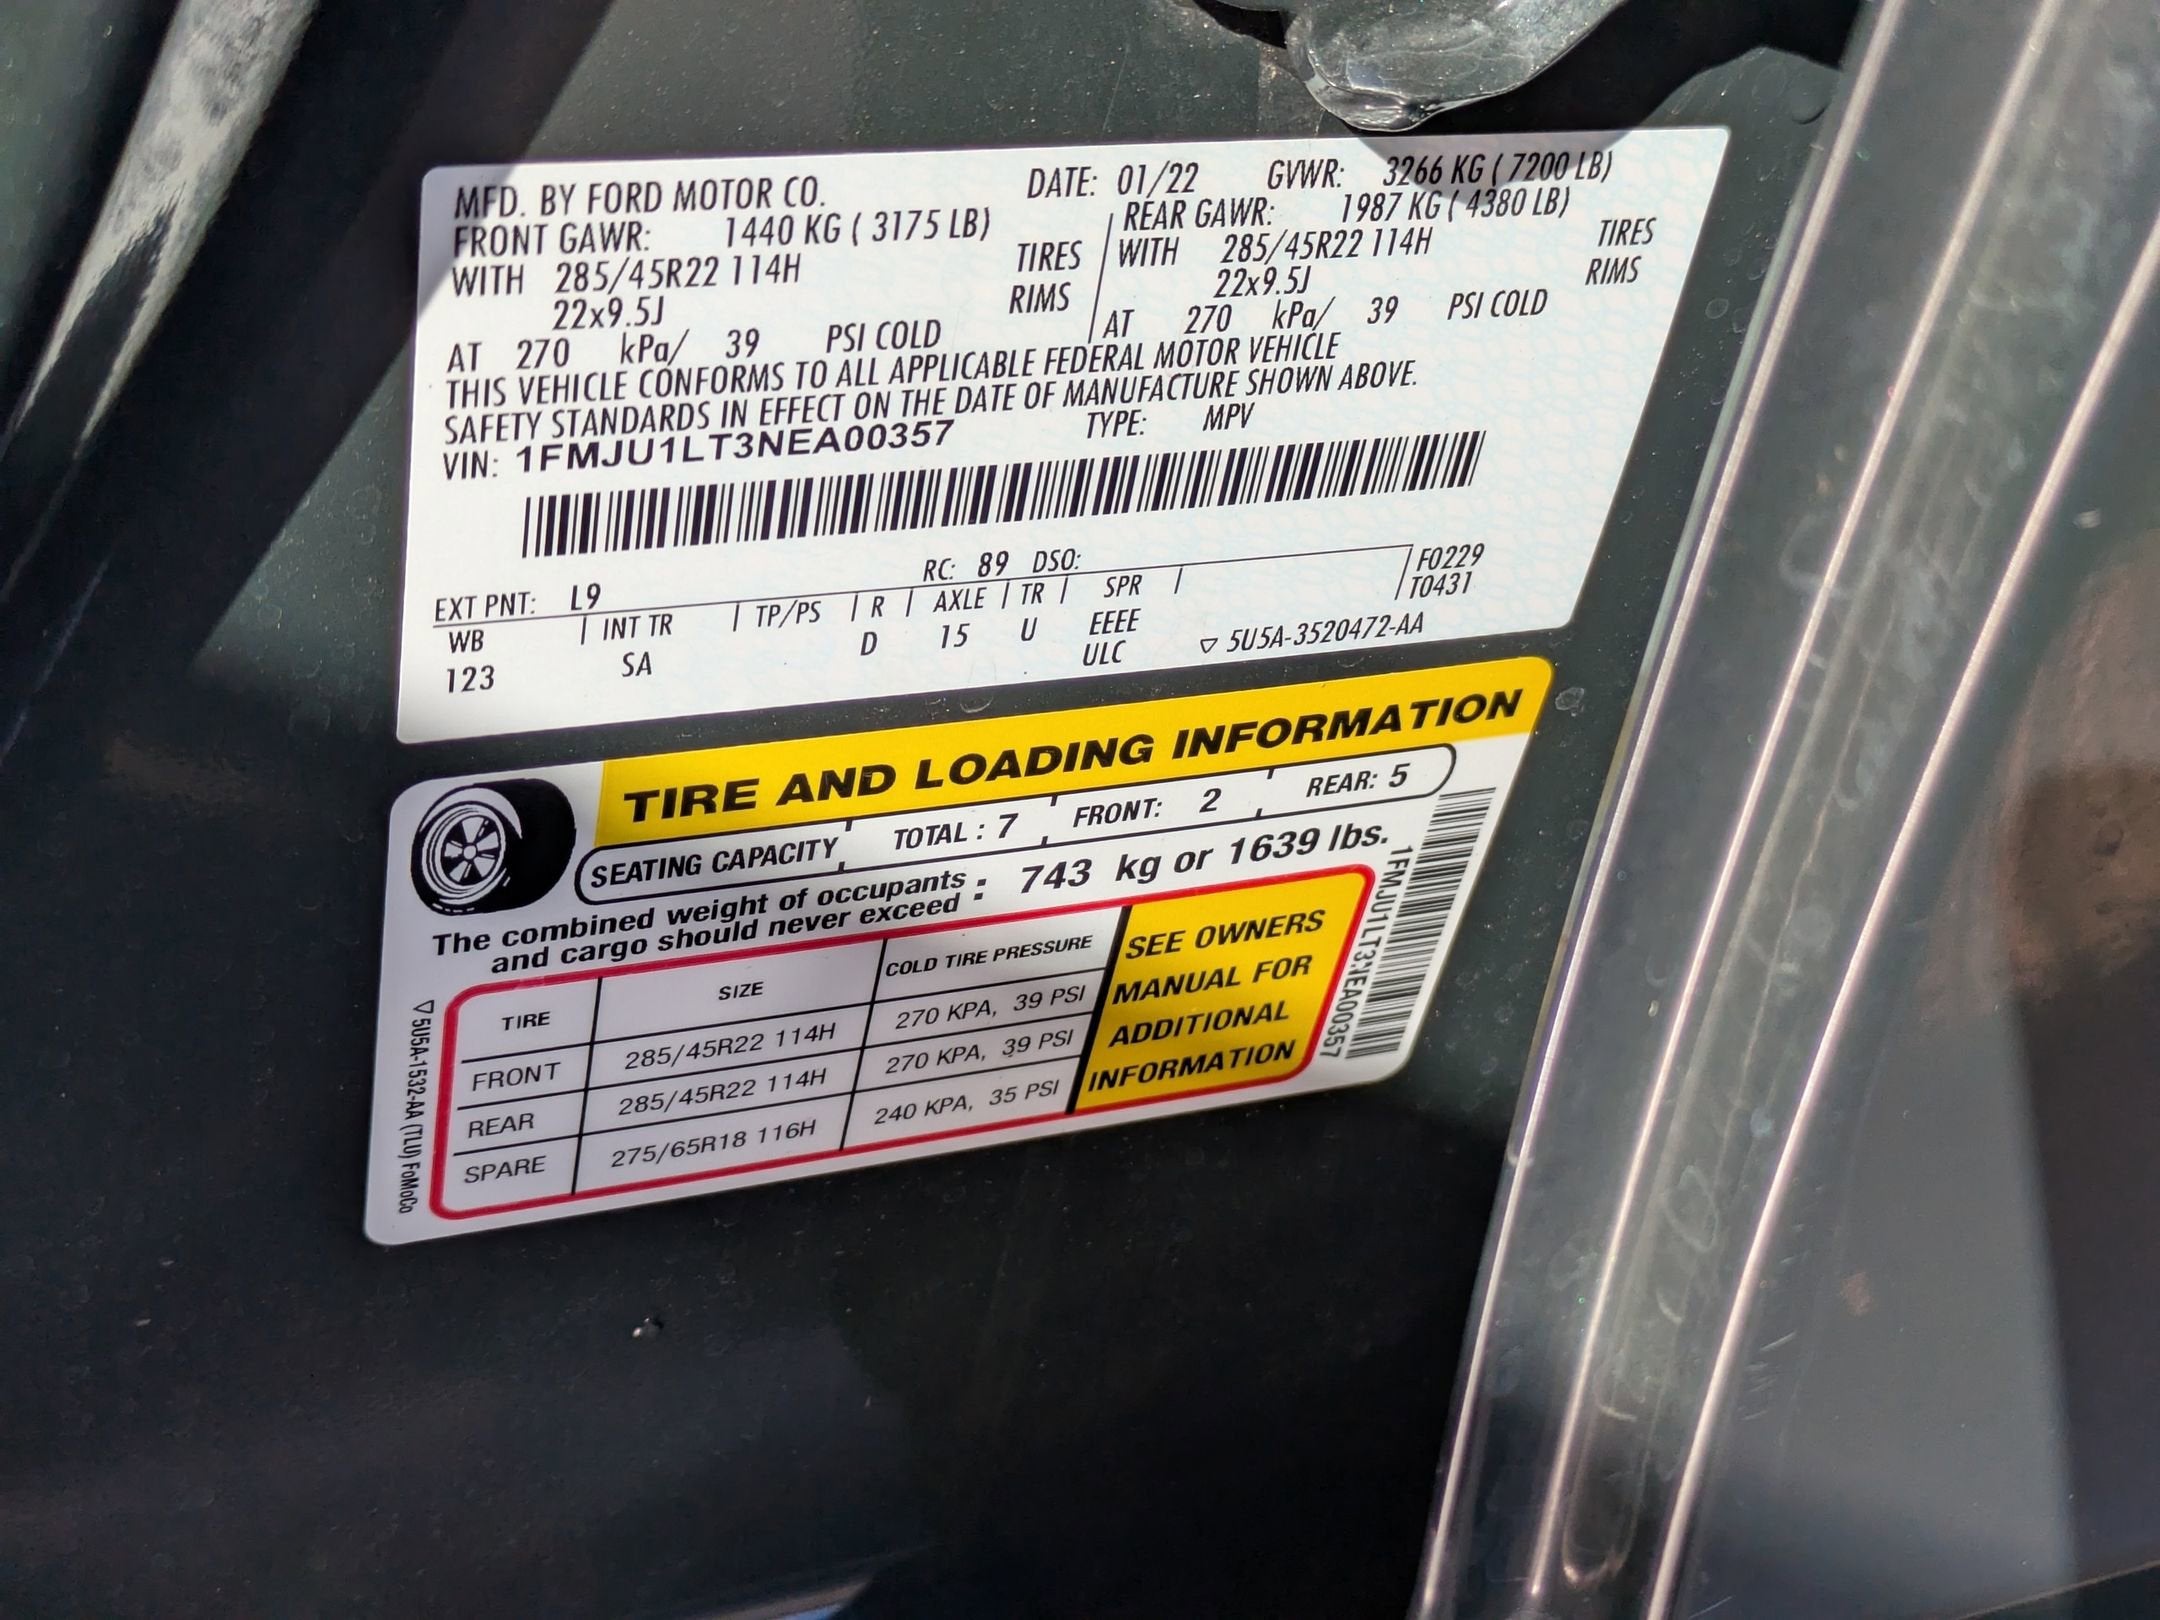 MFD. BY FORD MOTOR CO.
DATE: 01/22 GVWR: 3266 KG ( 7200 LB)
FRONT GAWR: 1440 KG ( 3175 LB)
WITH 285/45R22 114H TIRES
22x9.5J RIMS
AT 270 kPa/ 39 PSI COLD
REAR GAWR: 1987 KG ( 4380 LB)
WITH 285/45R22 114H TIRES
22x9.5J RIMS
AT 270 kPa/ 39 PSI COLD
THIS VEHICLE CONFORMS TO ALL APPLICABLE FEDERAL MOTOR VEHICLE
SAFETY STANDARDS IN EFFECT ON THE DATE OF MANUFACTURE SHOWN ABOVE.
VIN: 1FMJU1LT3NEA00357 TYPE: MPV
EXT PNT: L9 RC: 89 DSO: F0229
WB INT TR TP/PS R AXLE TR SPR T0431
123 SA D 15 U EEEE
ULC ▽ 5U5A-3520472-AA
TIRE AND LOADING INFORMATION
SEATING CAPACITY TOTAL : 7 FRONT: 2 REAR: 5
The combined weight of occupants
and cargo should never exceed : 743 kg or 1639 lbs.
TIRE SIZE COLD TIRE PRESSURE
FRONT 285/45R22 114H 270 KPA, 39 PSI
REAR 285/45R22 114H 270 KPA, 39 PSI
SPARE 275/65R18 116H 240 KPA, 35 PSI
SEE OWNERS
MANUAL FOR
ADDITIONAL
INFORMATION
1FMJU1LT3NEA00357
▽ 5U5A-1532-AA (TLU) FoMoCo